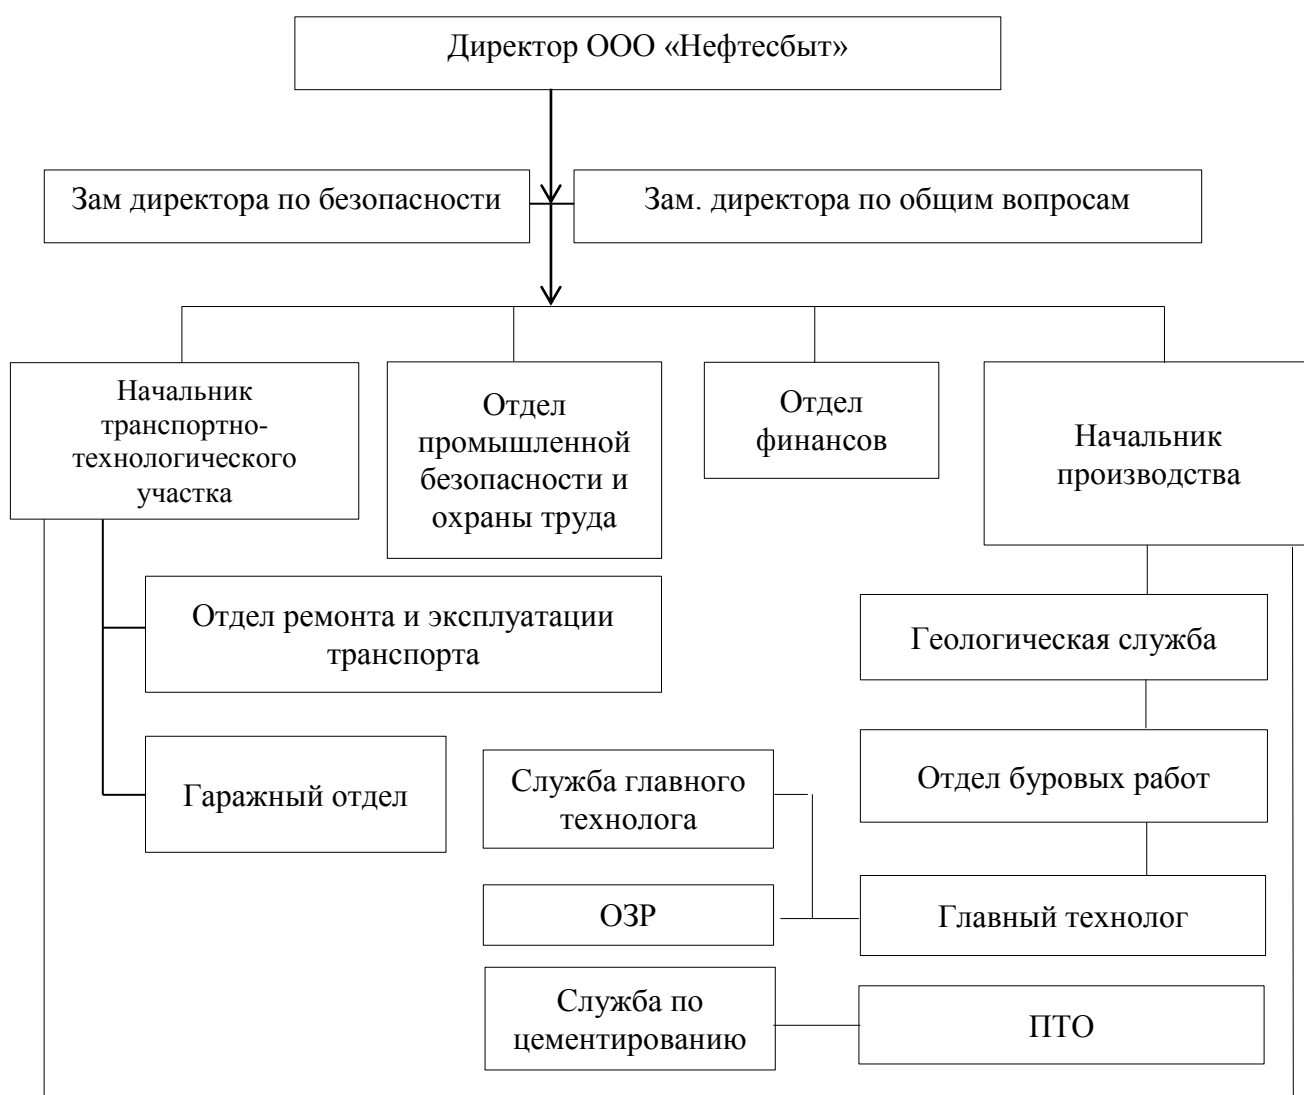 Директор ООО «Нефтесбыт»
Зам директора по безопасности
Зам. директора по общим вопросам
Начальник
транспортно-
технологического
участка
Отдел
промышленной
безопасности и
охраны труда
Отдел
финансов
Начальник
производства
Отдел ремонта и эксплуатации
транспорта
Геологическая служба
Гаражный отдел
Служба главного
технолога
Отдел буровых работ
ОЗР
Главный технолог
Служба по
цементированию
ПТО